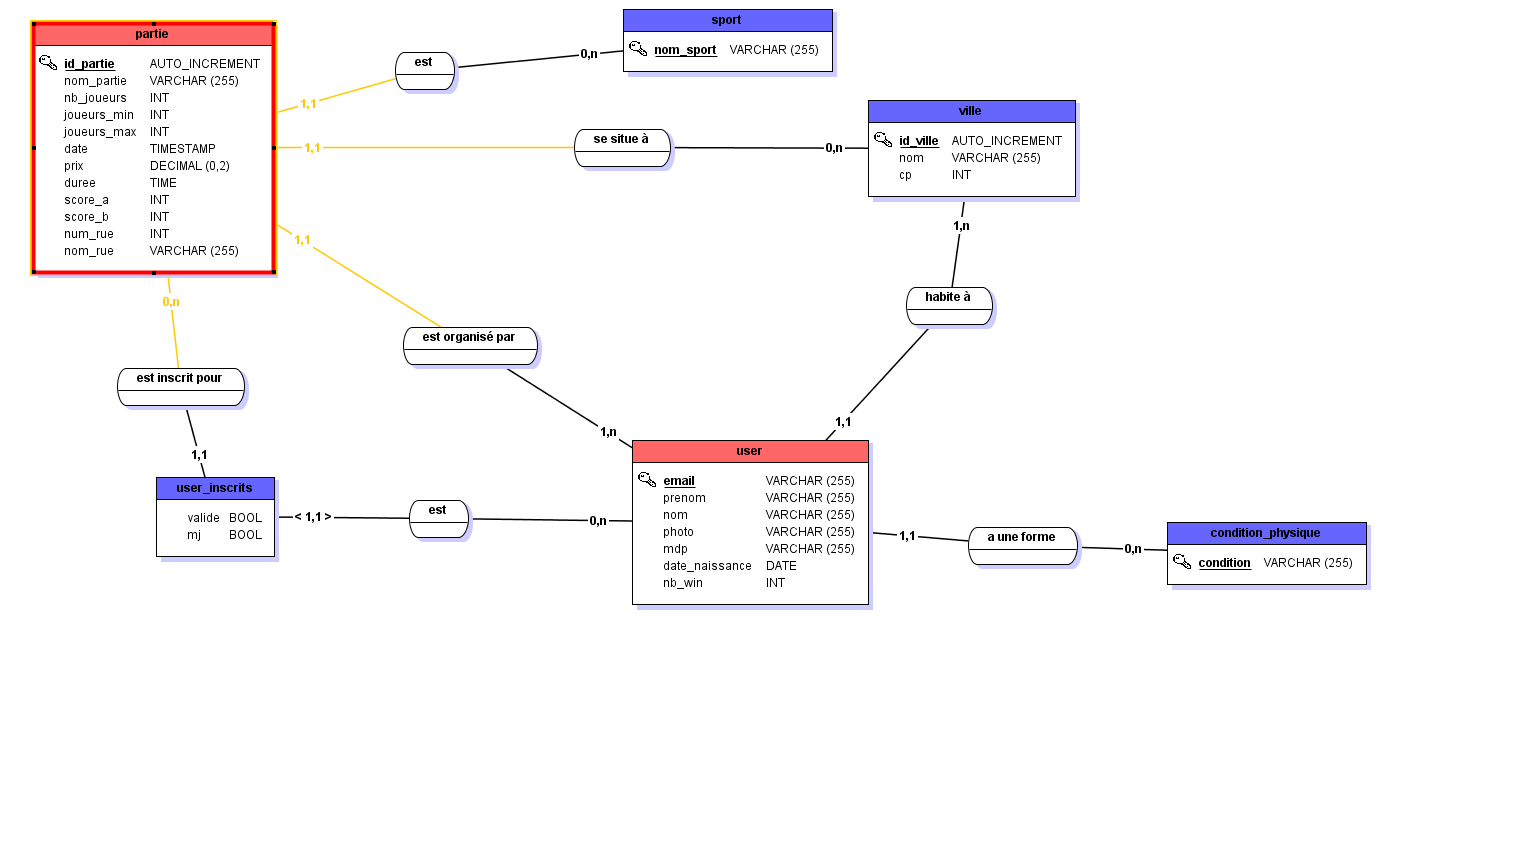 partie
id_partie AUTO_INCREMENT
nom_partie VARCHAR (255)
nb_joueurs INT
joueurs_min INT
joueurs_max INT
date TIMESTAMP
prix DECIMAL (0,2)
duree TIME
score_a INT
score_b INT
num_rue INT
nom_rue VARCHAR (255)
1,1
est
0,n
sport
nom_sport VARCHAR (255)
1,1
se situe à
0,n
ville
id_ville AUTO_INCREMENT
nom VARCHAR (255)
cp INT
1,n
habite à
1,1
1,1
est organisé par
1,n
0,n
est inscrit pour
1,1
user_inscrits
valide BOOL
mj BOOL
< 1,1 >
est
0,n
user
email VARCHAR (255)
prenom VARCHAR (255)
nom VARCHAR (255)
photo VARCHAR (255)
mdp VARCHAR (255)
date_naissance DATE
nb_win INT
1,1
a une forme
0,n
condition_physique
condition VARCHAR (255)